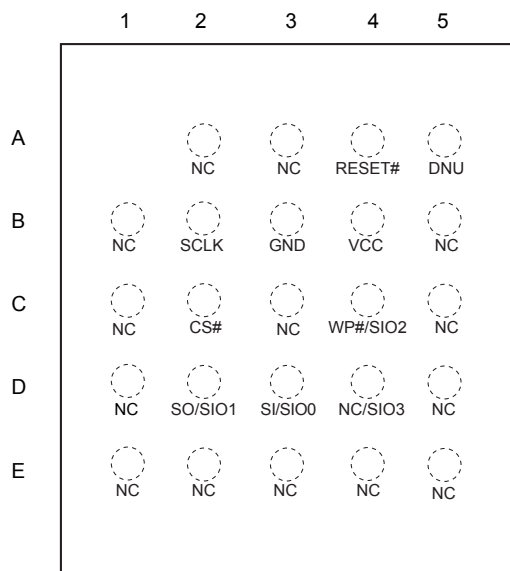 1 2 3 4 5
A
NC NC RESET# DNU
B
NC SCLK GND VCC NC
C
NC CS# NC WP#/SIO2 NC
D
NC SO/SIO1 SI/SIO0 NC/SIO3 NC
E
NC NC NC NC NC